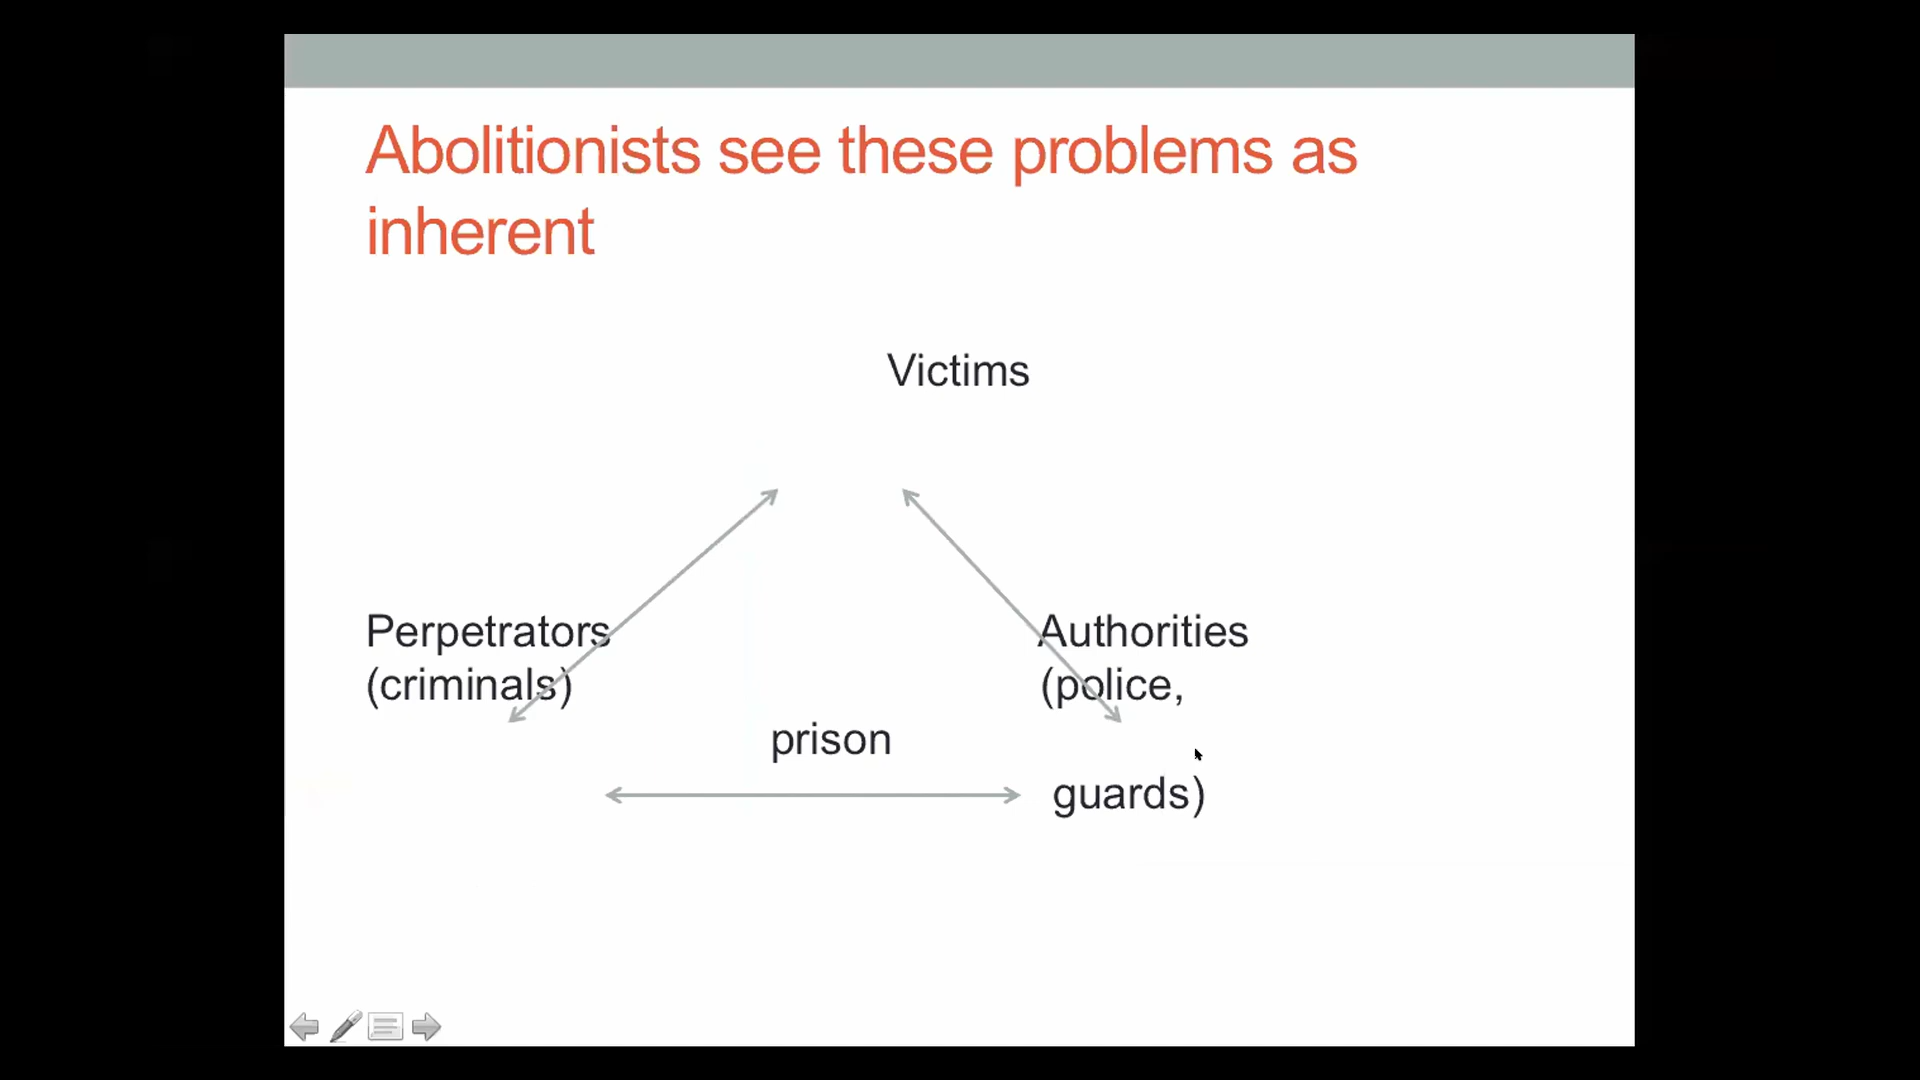 Abolitionists see these problems as
inherent
Victims
Perpetrators
(criminals)
Authorities
(police,
prison
guards)